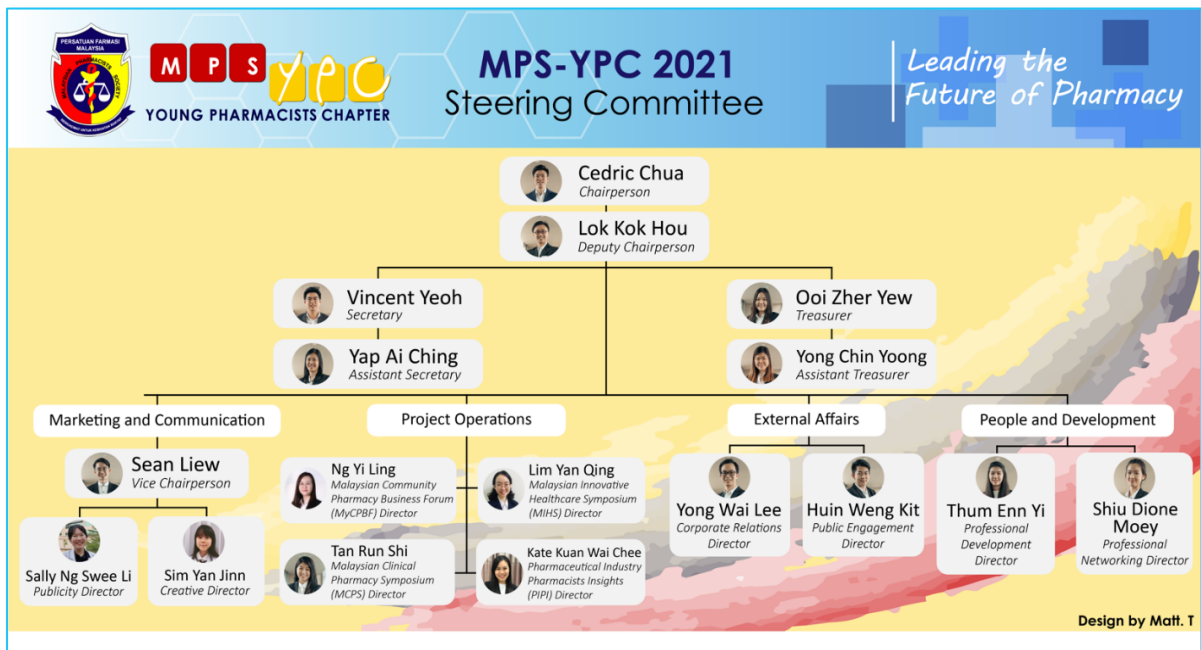 PERSATUAN FARMASI
MALAYSIA
MALAYSIAN PHARMACISTS SOCIETY
MPS YPC
YOUNG PHARMACISTS CHAPTER
MPS-YPC 2021
Steering Committee
Leading the
Future of Pharmacy
Cedric Chua
Chairperson
Lok Kok Hou
Deputy Chairperson
Vincent Yeoh
Secretary
Ooi Zher Yew
Treasurer
Yap Ai Ching
Assistant Secretary
Yong Chin Yoong
Assistant Treasurer
Marketing and Communication
Sean Liew
Vice Chairperson
Sally Ng Swee Li
Publicity Director
Sim Yan Jinn
Creative Director
Project Operations
Ng Yi Ling
Malaysian Community
Pharmacy Business Forum
(MyCPBF) Director
Lim Yan Qing
Malaysian Innovative
Healthcare Symposium
(MIHS) Director
Tan Run Shi
Malaysian Clinical
Pharmacy Symposium
(MCPS) Director
Kate Kuan Wai Chee
Pharmaceutical Industry
Pharmacists Insights
(PIPI) Director
External Affairs
Yong Wai Lee
Corporate Relations
Director
Huin Weng Kit
Public Engagement
Director
People and Development
Thum Enn Yi
Professional
Development
Director
Shiu Dione
Moey
Professional
Networking Director
Design by Matt. T